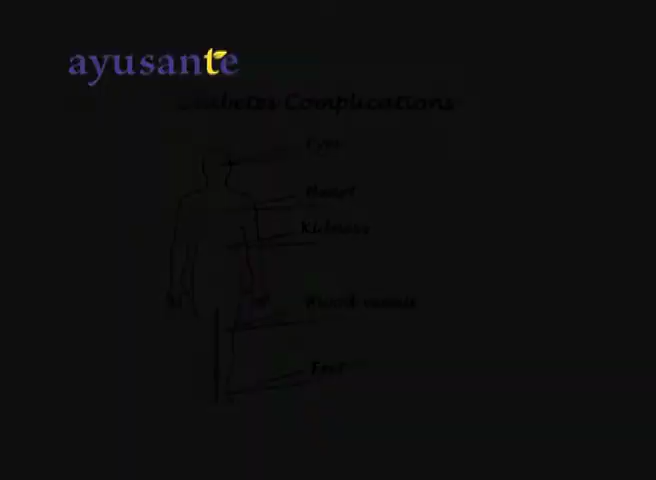 ayusante
Diabetes Complications
Eyes
Heart
Kidneys
Blood vessels
Feet